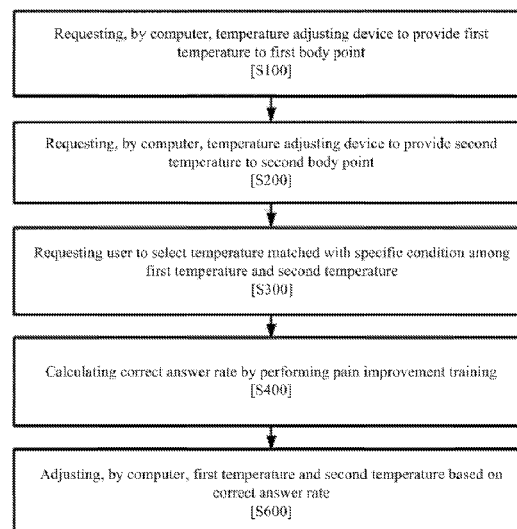 Requesting, by computer, temperature adjusting device to provide first
temperature to first body point
[S100]
Requesting, by computer, temperature adjusting device to provide second
temperature to second body point
[S200]
Requesting user to select temperature matched with specific condition among
first temperature and second temperature
[S300]
Calculating correct answer rate by performing pain improvement training
[S400]
Adjusting, by computer, first temperature and second temperature based on
correct answer rate
[S600]